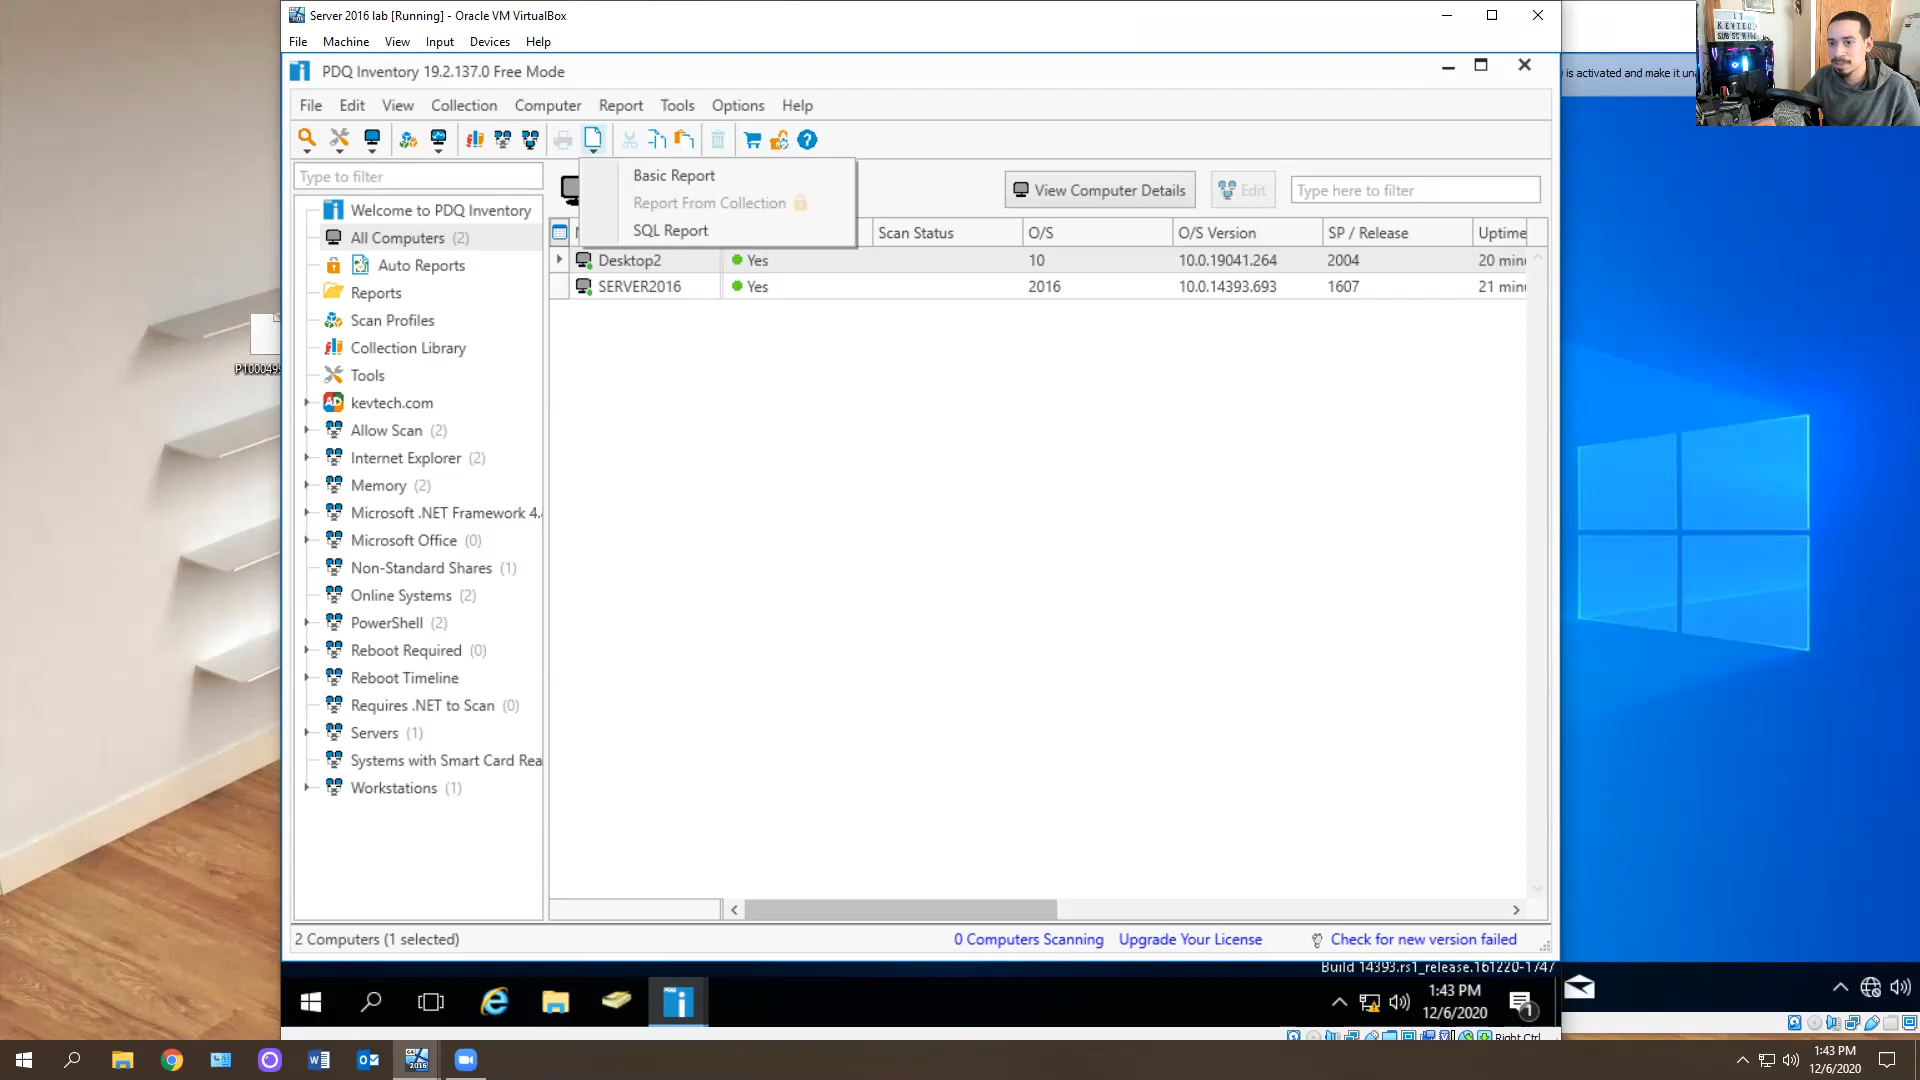 Server 2016 lab [Running] - Oracle VM VirtualBox
File Machine View Input Devices Help
PDQ Inventory 19.2.137.0 Free Mode
File Edit View Collection Computer Report Tools Options Help
Type to filter
Basic Report
Report From Collection
SQL Report
View Computer Details
Edit
Type here to filter
Scan Status O/S O/S Version SP / Release Uptime
Desktop2 Yes 10 10.0.19041.264 2004 20 min
SERVER2016 Yes 2016 10.0.14393.693 1607 21 min
Welcome to PDQ Inventory
All Computers (2)
Auto Reports
Reports
Scan Profiles
Collection Library
Tools
kevtech.com
Allow Scan (2)
Internet Explorer (2)
Memory (2)
Microsoft .NET Framework 4.
Microsoft Office (0)
Non-Standard Shares (1)
Online Systems (2)
PowerShell (2)
Reboot Required (0)
Reboot Timeline
Requires .NET to Scan (0)
Servers (1)
Systems with Smart Card Rea
Workstations (1)
2 Computers (1 selected)
0 Computers Scanning Upgrade Your License Check for new version failed
Build 14393.rs1_release.161220-1747
1:43 PM
12/6/2020
1
Right Ctrl
P100049
is activated and make it un
IT
KEVTECH
SUBSCRIBE
2016
1:43 PM
12/6/2020